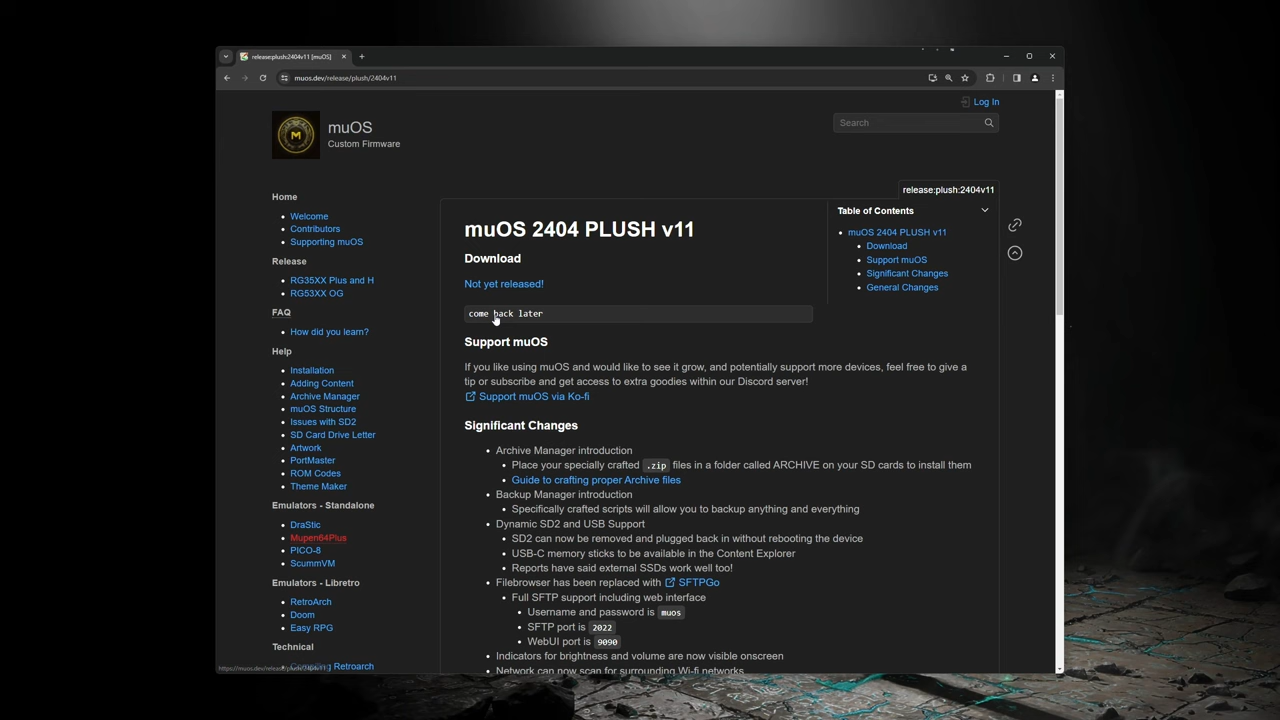 release:plush:2404v11 [muOS]
muos.dev/release/plush/2404v11
Log In
muOS
Custom Firmware
Search
release:plush:2404v11
Home
Welcome
Contributors
Supporting muOS
Release
RG35XX Plus and H
RG53XX OG
FAQ
How did you learn?
Help
Installation
Adding Content
Archive Manager
muOS Structure
Issues with SD2
SD Card Drive Letter
Artwork
PortMaster
ROM Codes
Theme Maker
Emulators - Standalone
DraStic
Mupen64Plus
PICO-8
ScummVM
Emulators - Libretro
RetroArch
Doom
Easy RPG
Technical
Retroarch
muOS 2404 PLUSH v11
Download
Not yet released!
come back later
Support muOS
If you like using muOS and would like to see it grow, and potentially support more devices, feel free to give a
tip or subscribe and get access to extra goodies within our Discord server!
Support muOS via Ko-fi
Significant Changes
Archive Manager introduction
Place your specially crafted .zip files in a folder called ARCHIVE on your SD cards to install them
Guide to crafting proper Archive files
Backup Manager introduction
Specifically crafted scripts will allow you to backup anything and everything
Dynamic SD2 and USB Support
SD2 can now be removed and plugged back in without rebooting the device
USB-C memory sticks to be available in the Content Explorer
Reports have said external SSDs work well too!
Filebrowser has been replaced with SFTPGo
Full SFTP support including web interface
Username and password is muos
SFTP port is 2022
WebUI port is 9090
Indicators for brightness and volume are now visible onscreen
Network can now scan for surrounding Wi-fi networks
Table of Contents
muOS 2404 PLUSH v11
Download
Support muOS
Significant Changes
General Changes